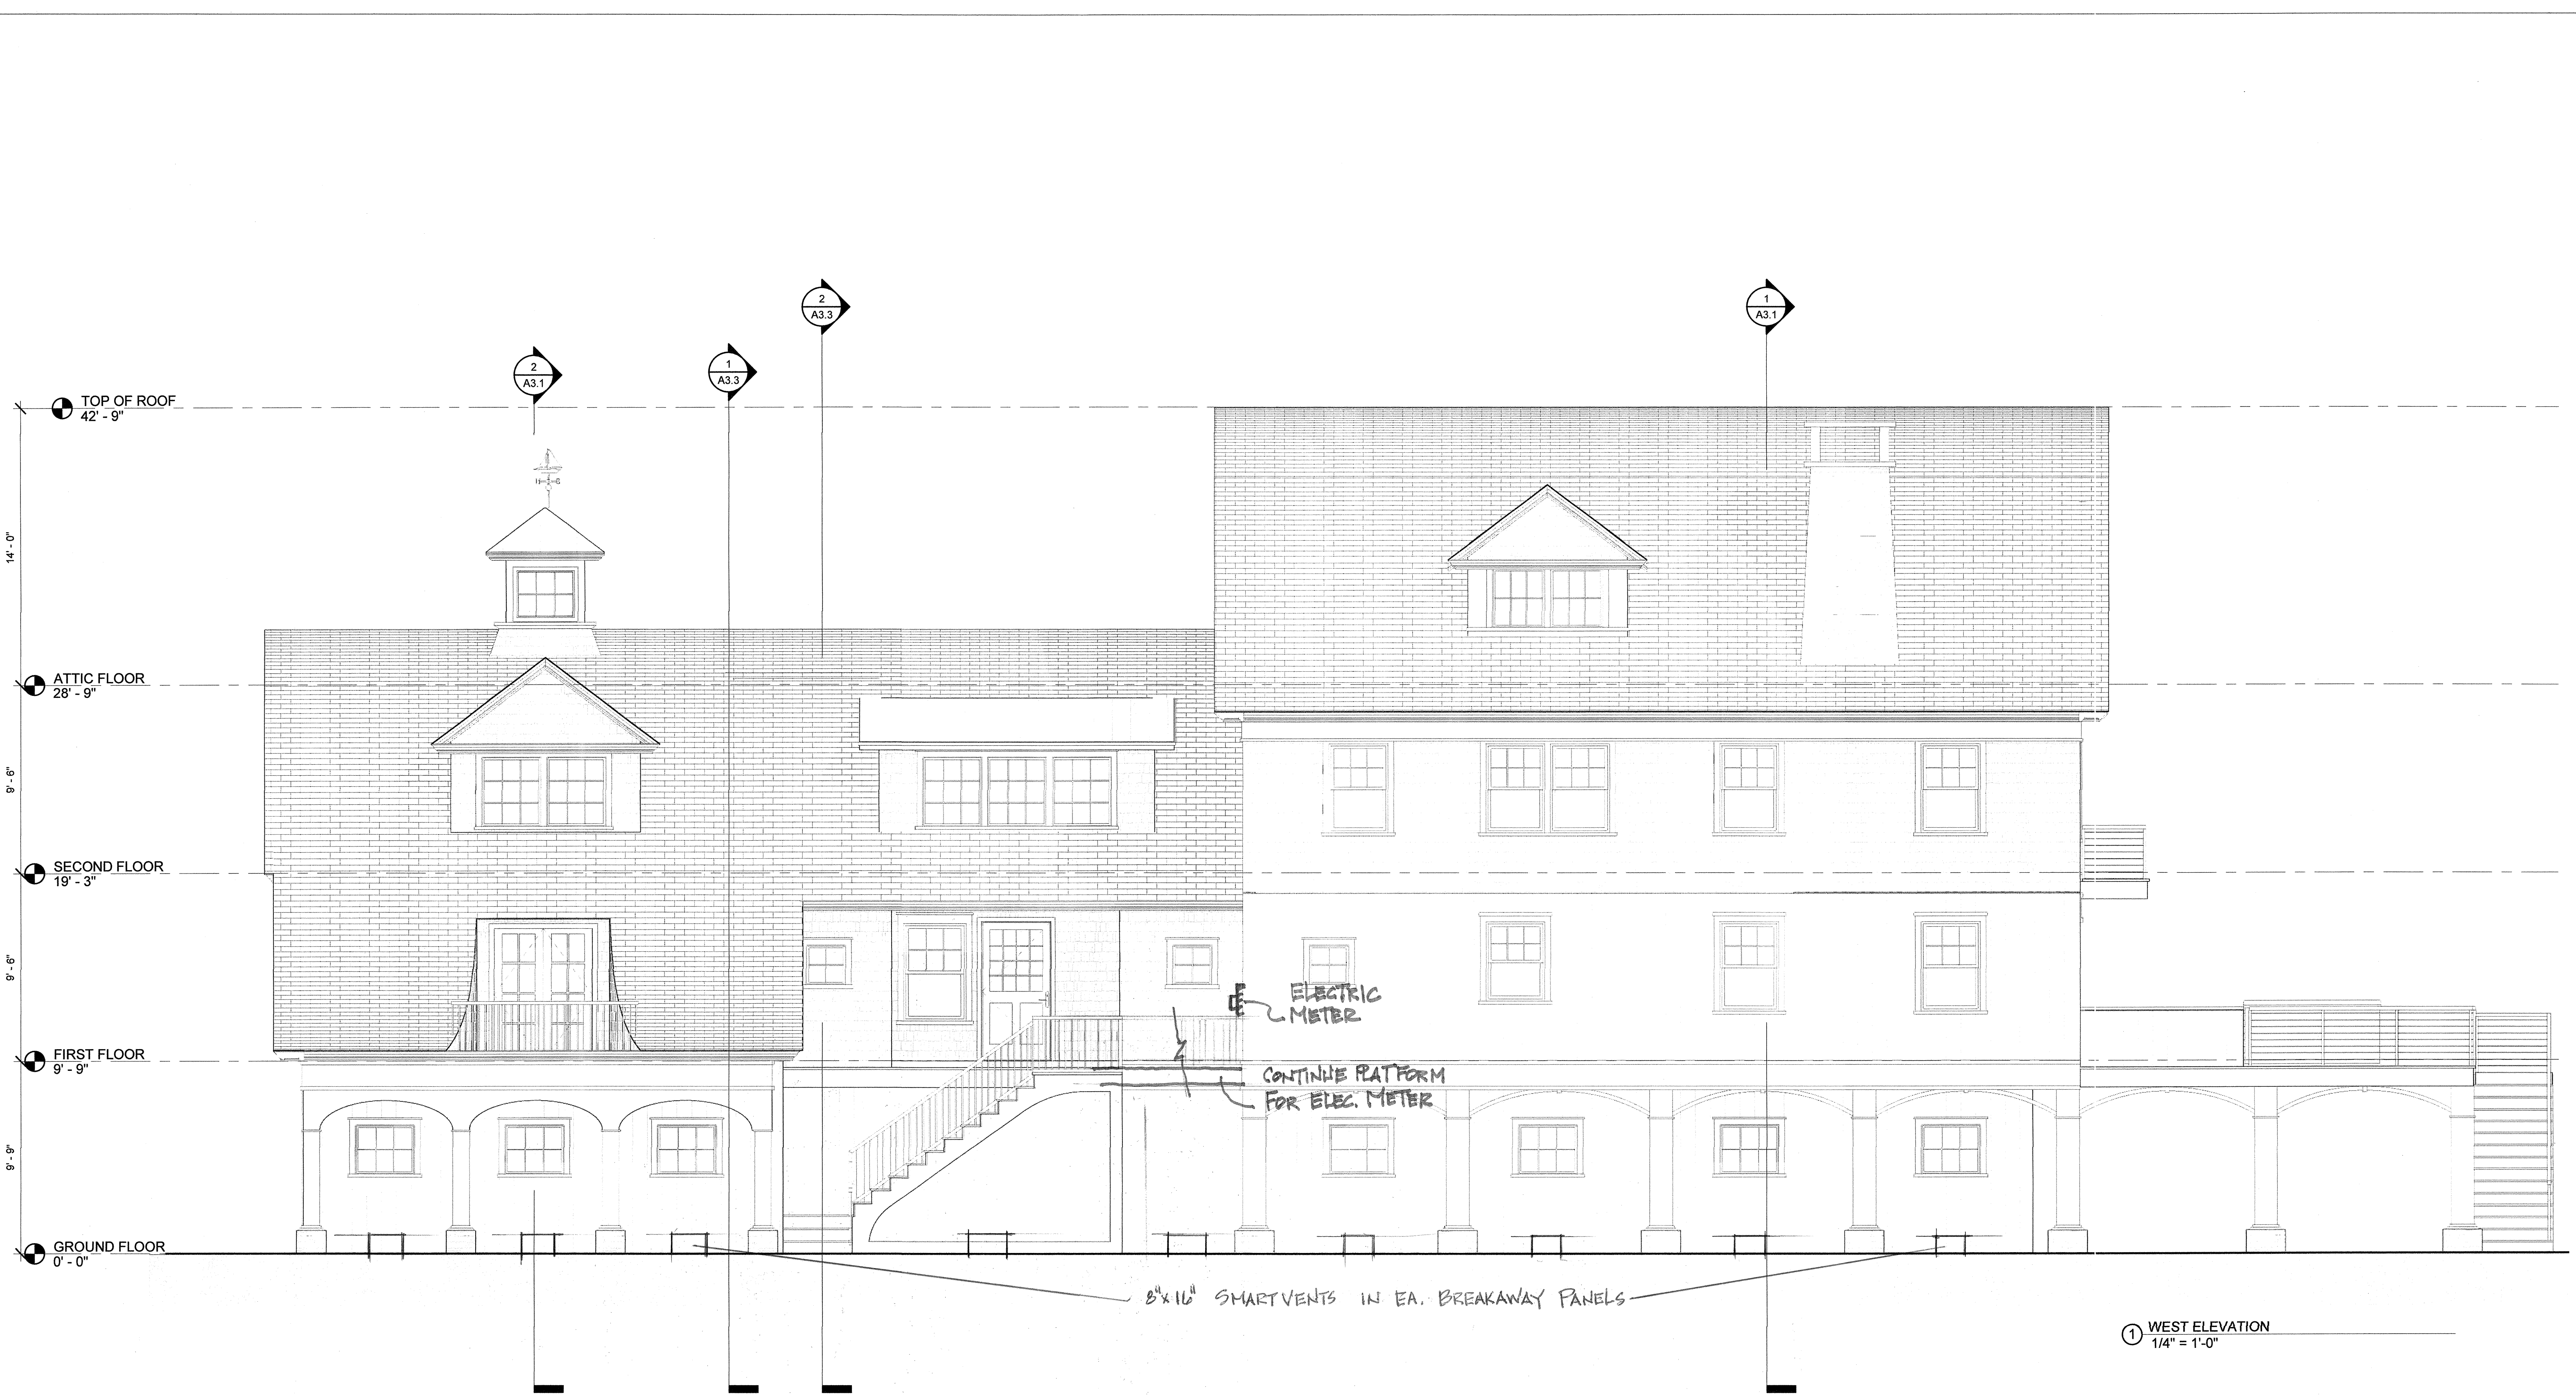 2
A3.3
1
A3.1
2
A3.1
1
A3.3
TOP OF ROOF
42' - 9"
14' - 0"
ATTIC FLOOR
28' - 9"
9' - 6"
SECOND FLOOR
19' - 3"
9' - 6"
ELECTRIC
METER
FIRST FLOOR
9' - 9"
CONTINUE PLATFORM
FOR ELEC. METER
9' - 9"
GROUND FLOOR
0' - 0"
8"x16" SMARTVENTS IN EA. BREAKAWAY PANELS
1
WEST ELEVATION
1/4" = 1'-0"